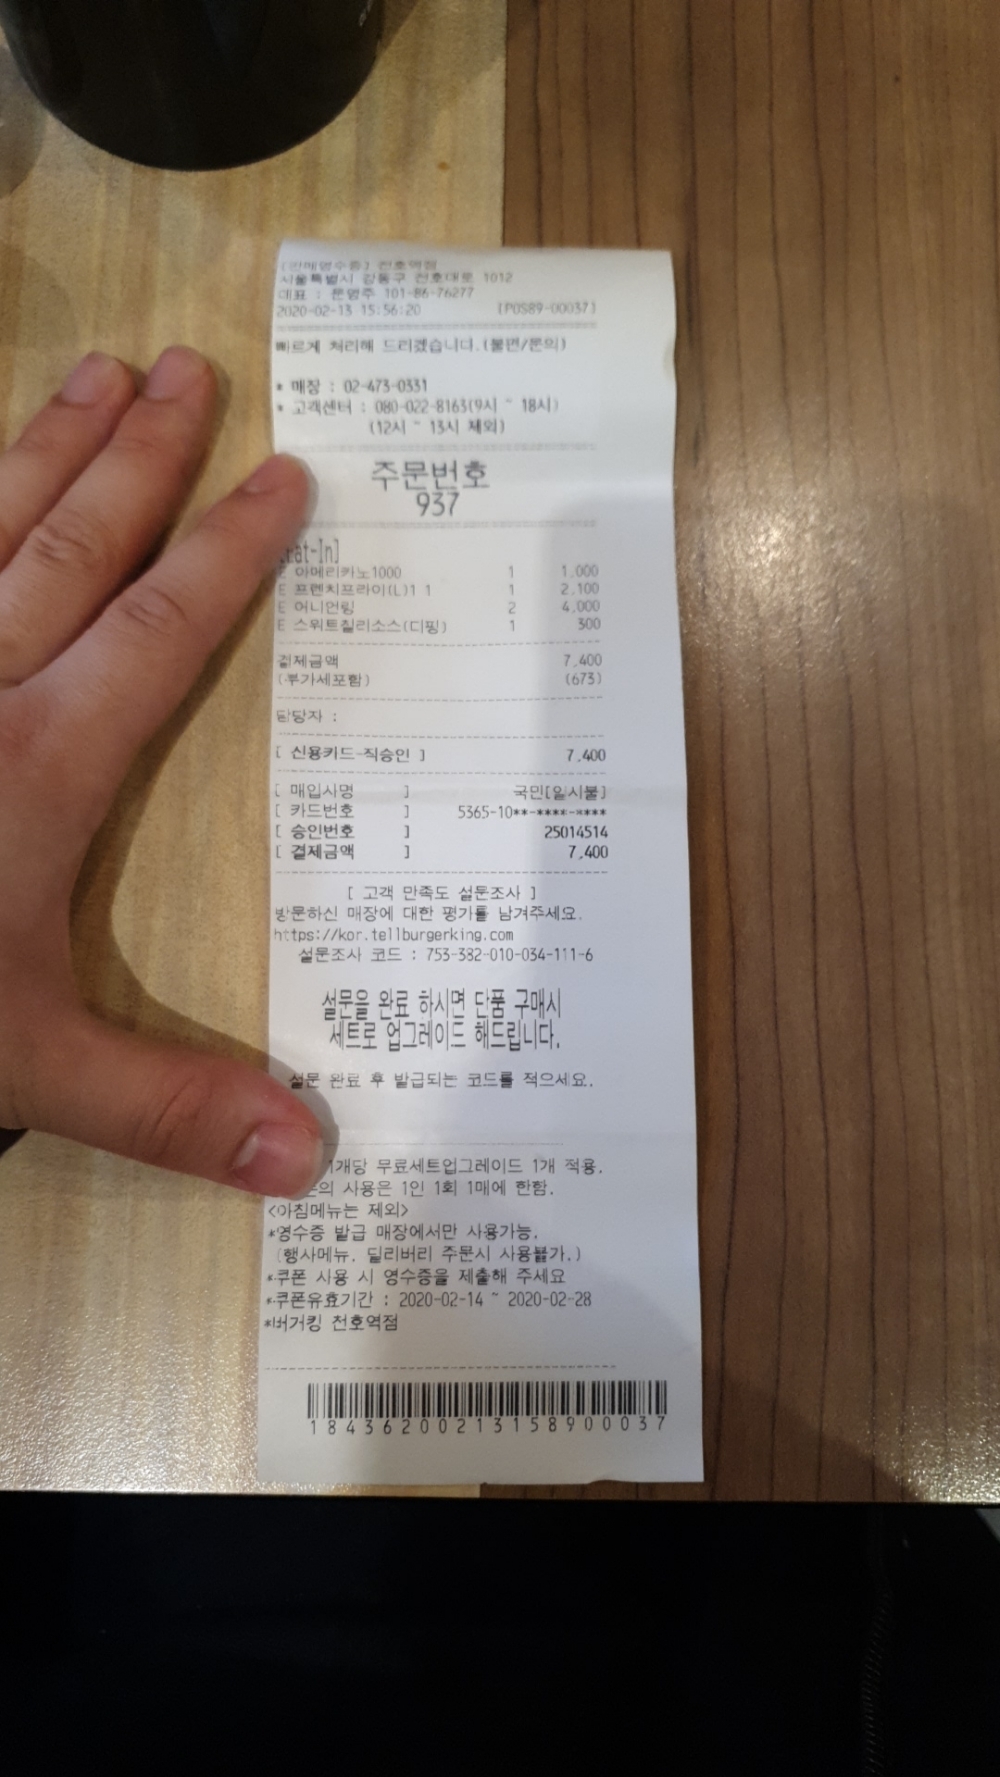 [판매영수증] 천호역점
서울특별시 강동구 천호대로 1012
대표 : 문영주 101-86-76277
2020-02-13 15:56:20 [POS89-00037]
빠르게 처리해 드리겠습니다.(불편/문의)
* 매장 : 02-473-0331
* 고객센터 : 080-022-8163(9시 ~ 18시)
(12시 ~ 13시 제외)
주문번호
937
Eat-In]
E 아메리카노1000 1 1,000
E 프렌치프라이(L)1 1 1 2,100
E 어니언링 2 4,000
E 스위트칠리소스(디핑) 1 300
결제금액 7,400
(부가세포함) (673)
담당자 :
[ 신용카드-직승인 ] 7,400
[ 매입사명 ] 국민[일시불]
[ 카드번호 ] 5365-10**-****-****
[ 승인번호 ] 25014514
[ 결제금액 ] 7,400
[ 고객 만족도 설문조사 ]
방문하신 매장에 대한 평가를 남겨주세요.
https://kor.tellburgerking.com
설문조사 코드 : 753-382-010-034-111-6
설문을 완료 하시면 단품 구매시
세트로 업그레이드 해드립니다.
설문 완료 후 발급되는 코드를 적으세요.
1개당 무료세트업그레이드 1개 적용.
사용은 1인 1회 1매에 한함.
<아침메뉴는 제외>
*영수증 발급 매장에서만 사용가능.
(행사메뉴, 딜리버리 주문시 사용불가.)
*쿠폰 사용 시 영수증을 제출해 주세요
*쿠폰유효기간 : 2020-02-14 ~ 2020-02-28
*버거킹 천호역점
18436200213158900037